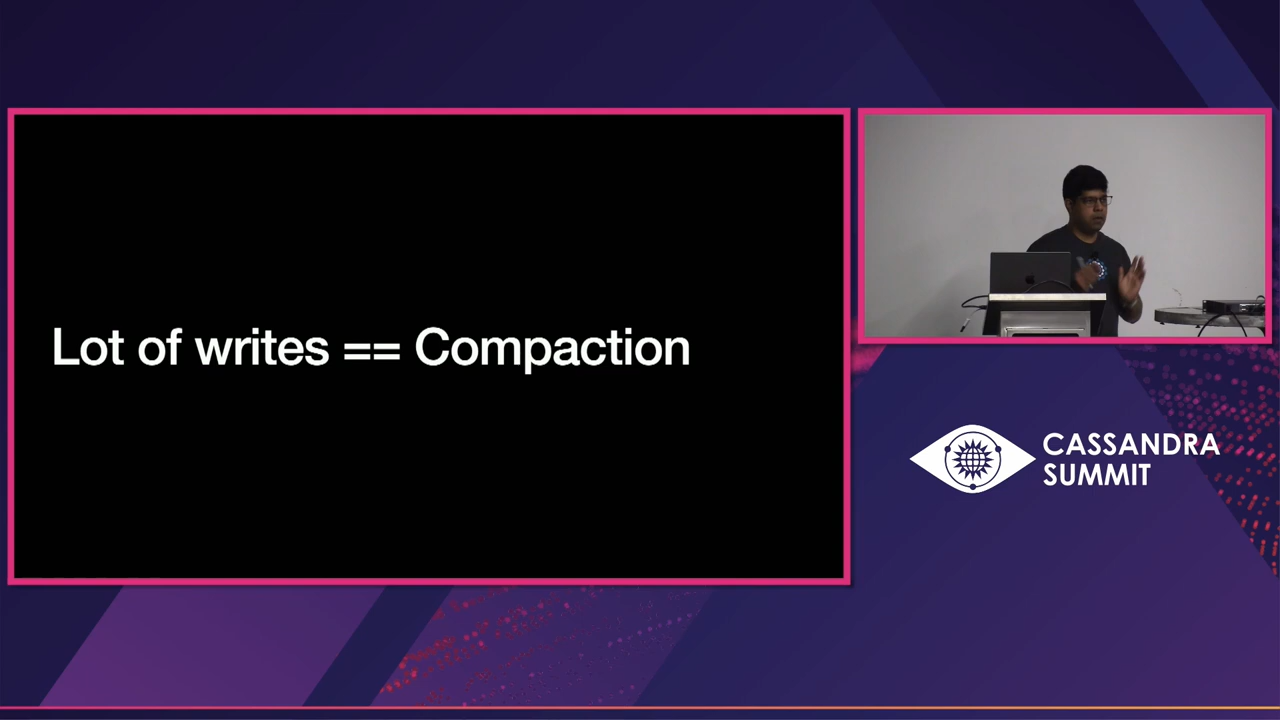 Lot of writes == Compaction
CASSANDRA
SUMMIT